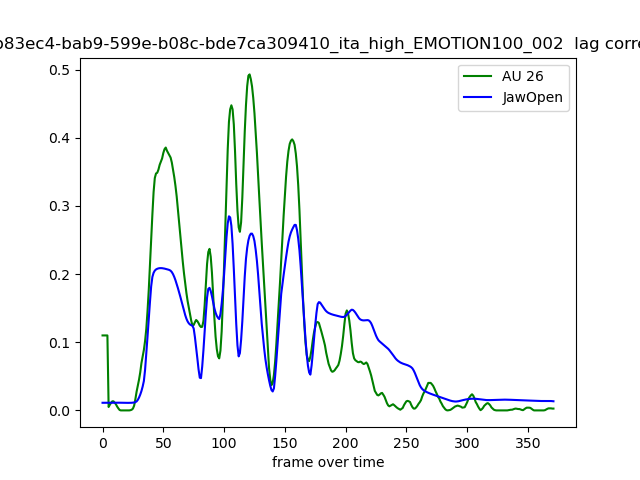 b83ec4-bab9-599e-b08c-bde7ca309410_ita_high_EMOTION100_002 lag corre
AU 26
JawOpen
0.5
0.4
0.3
0.2
0.1
0.0
0 50 100 150 200 250 300 350
frame over time